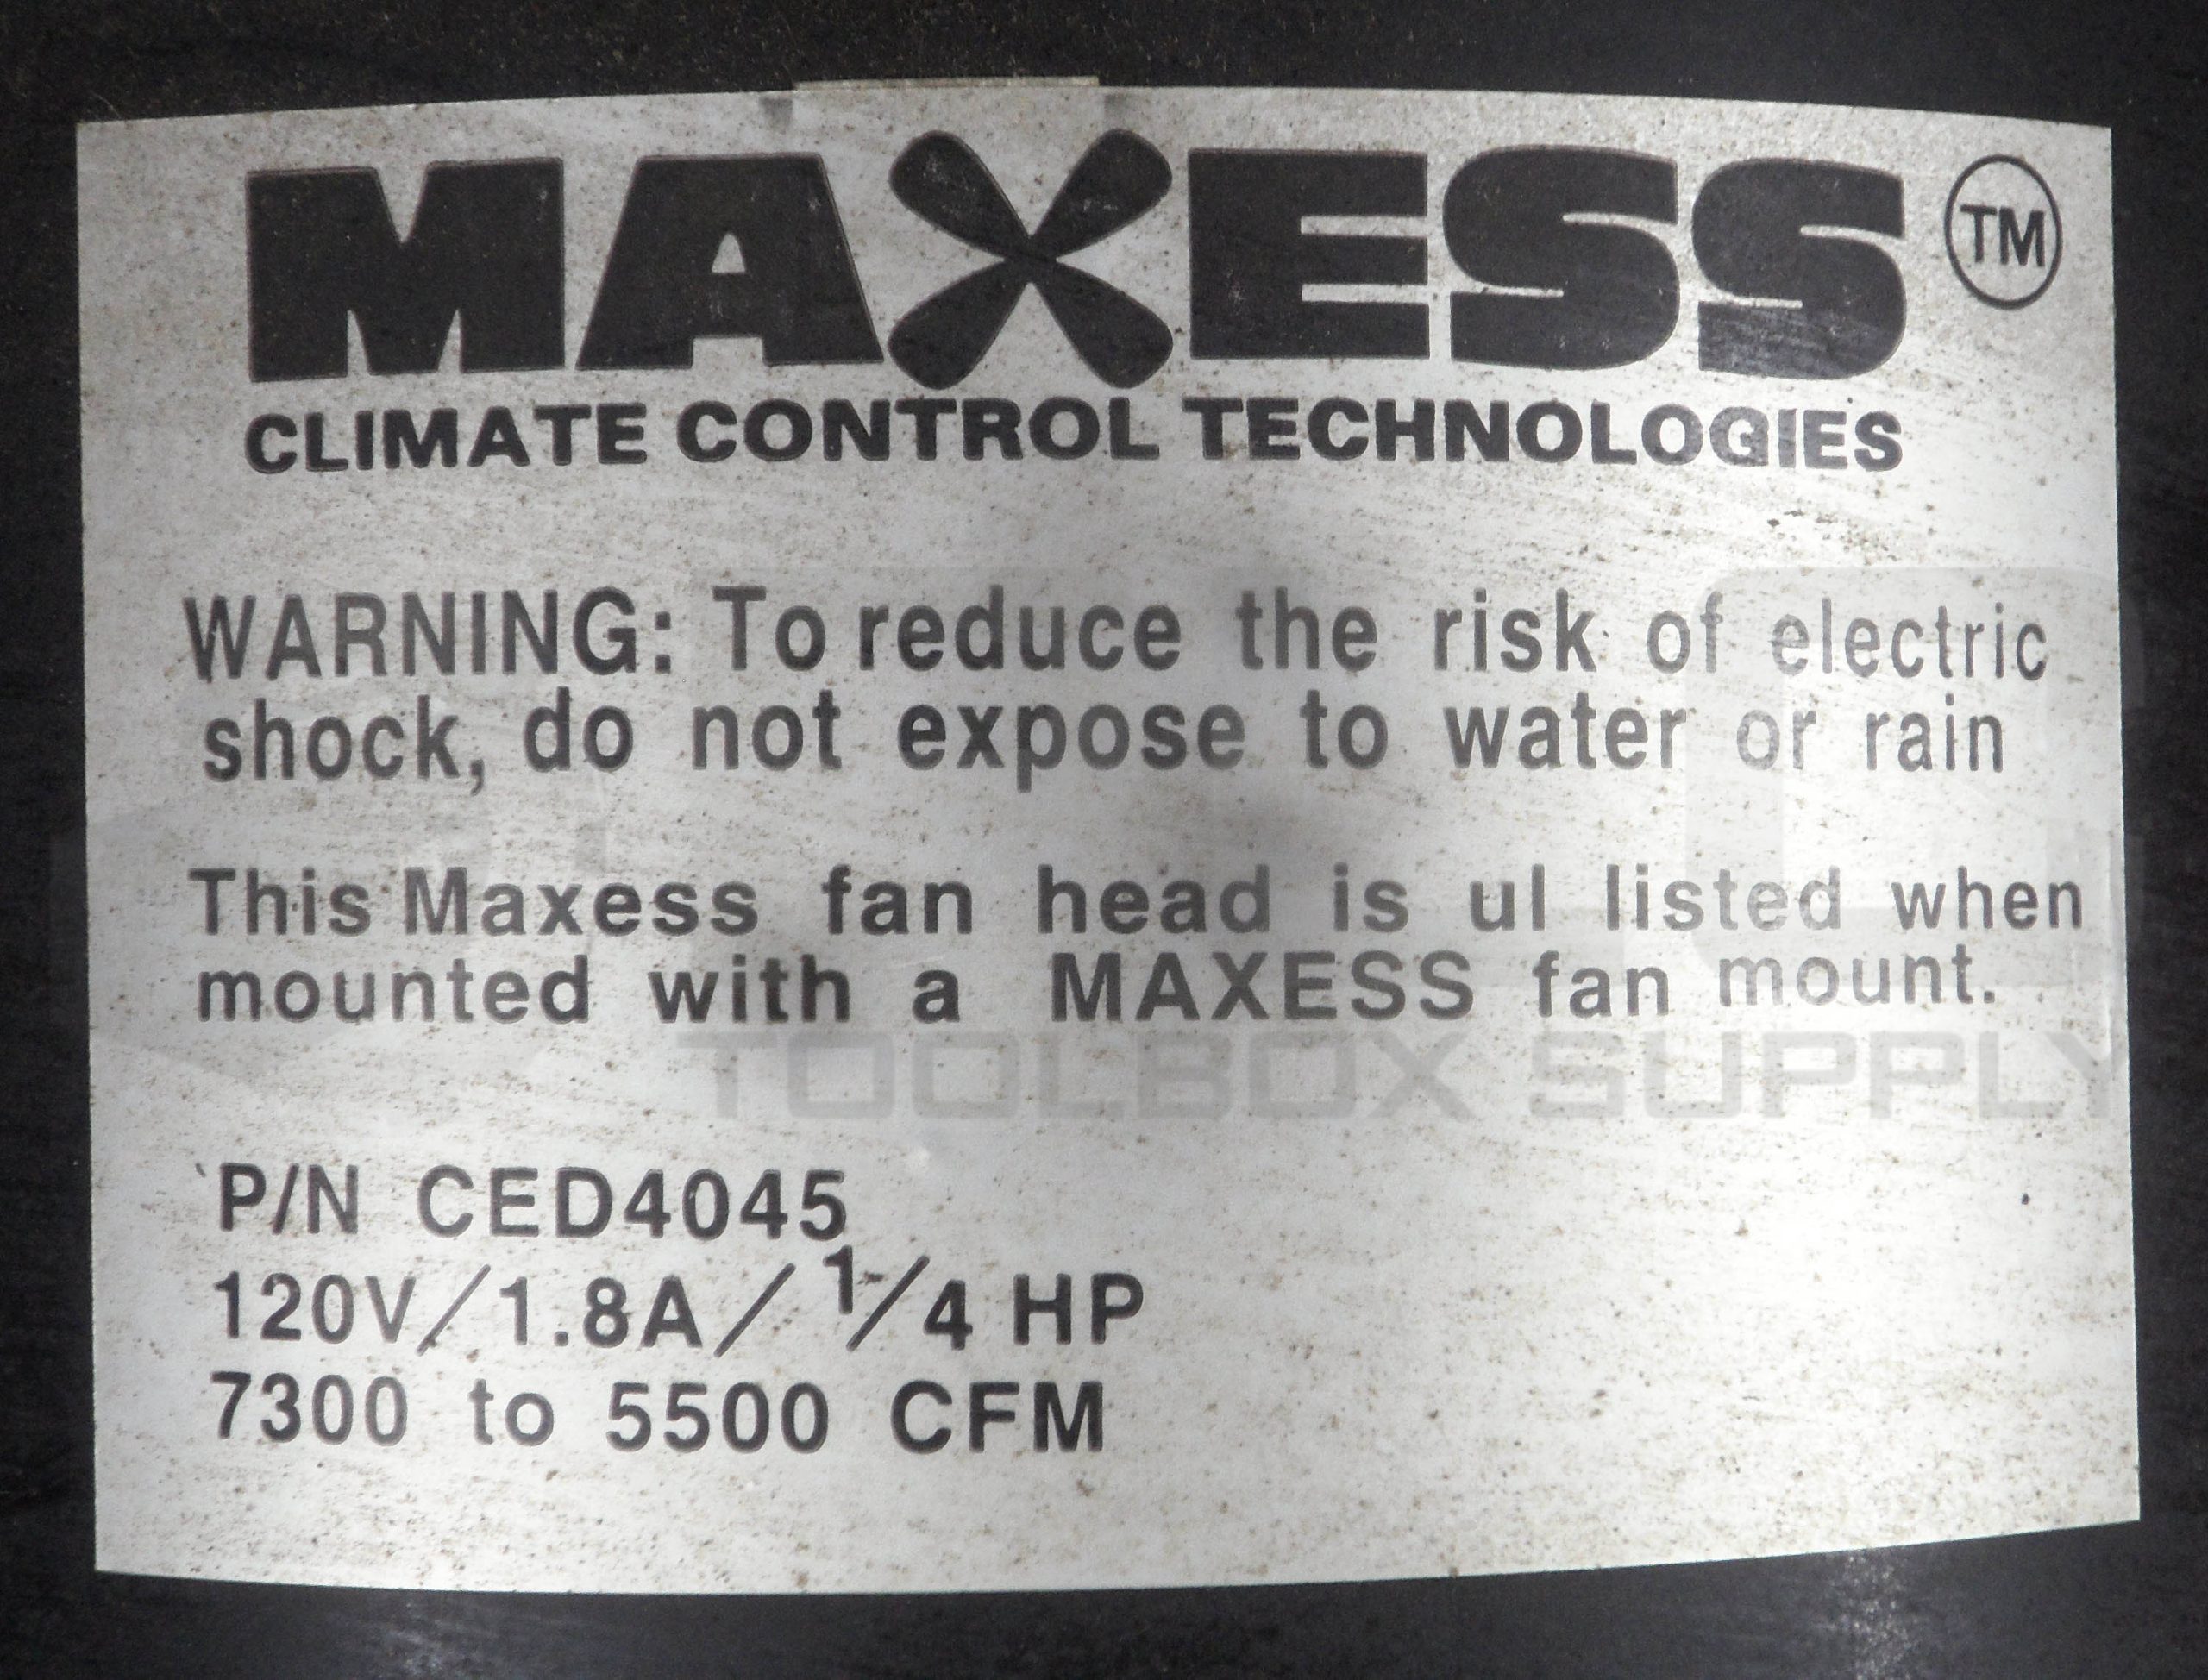 MAXESS TM
CLIMATE CONTROL TECHNOLOGIES
WARNING: To reduce the risk of electric
shock, do not expose to water or rain
This Maxess fan head is ul listed when
mounted with a MAXESS fan mount.
TOOLBOX SUPPLY
P/N CED4045
120V/1.8A/1/4 HP
7300 to 5500 CFM